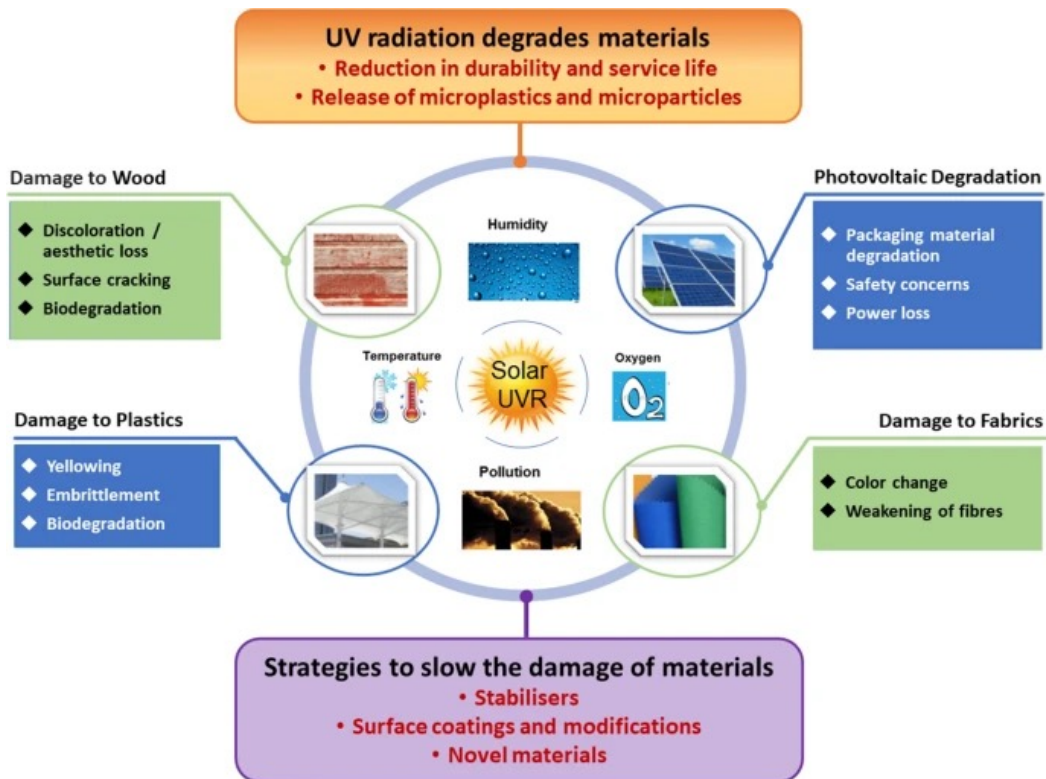 UV radiation degrades materials
• Reduction in durability and service life
• Release of microplastics and microparticles
Damage to Wood
◆ Discoloration /
aesthetic loss
◆ Surface cracking
◆ Biodegradation
Humidity
Photovoltaic Degradation
◆ Packaging material
degradation
◆ Safety concerns
◆ Power loss
Temperature
Solar
UVR
Oxygen
O2
Damage to Plastics
◆ Yellowing
◆ Embrittlement
◆ Biodegradation
Pollution
Damage to Fabrics
◆ Color change
◆ Weakening of fibres
Strategies to slow the damage of materials
• Stabilisers
• Surface coatings and modifications
• Novel materials